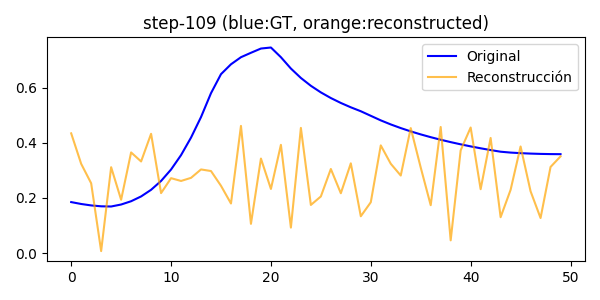 step-109 (blue:GT, orange:reconstructed)
Original
Reconstrucción
0.6
0.4
0.2
0.0
0 10 20 30 40 50